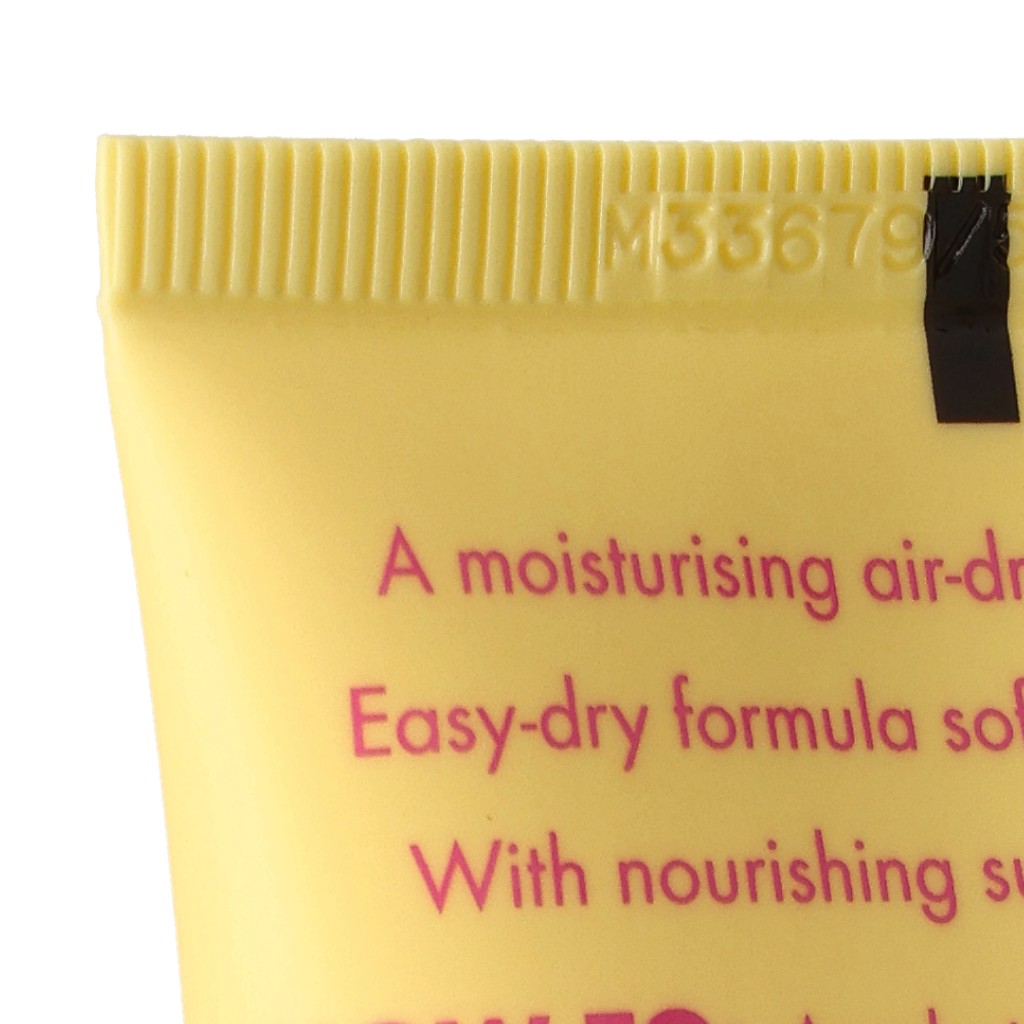 M33679
A moisturising air-dr
Easy-dry formula sof
With nourishing su